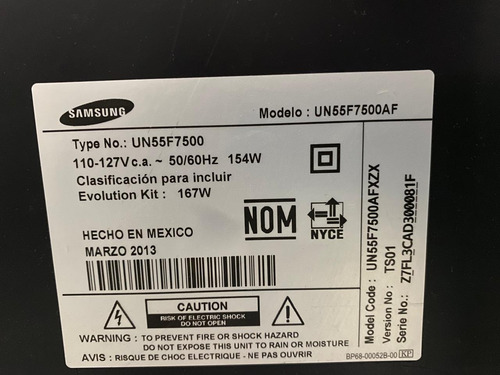 SAMSUNG
Modelo : UN55F7500AF
Type No.: UN55F7500
110-127V c.a. ~ 50/60Hz 154W
Clasificación para incluir
Evolution Kit : 167W
NOM
NYCE
HECHO EN MEXICO
MARZO 2013
CAUTION
RISK OF ELECTRIC SHOCK
DO NOT OPEN
WARNING : TO PREVENT FIRE OR SHOCK HAZARD
DO NOT EXPOSE TO RAIN OR MOISTURE
AVIS : RISQUE DE CHOC ELECTRIQUE - NE PAS OUVRIR
BP68-00052B-00
Model Code : UN55F7500AFXZX
TS01
Serie No.: Z7FL3CAD300081F